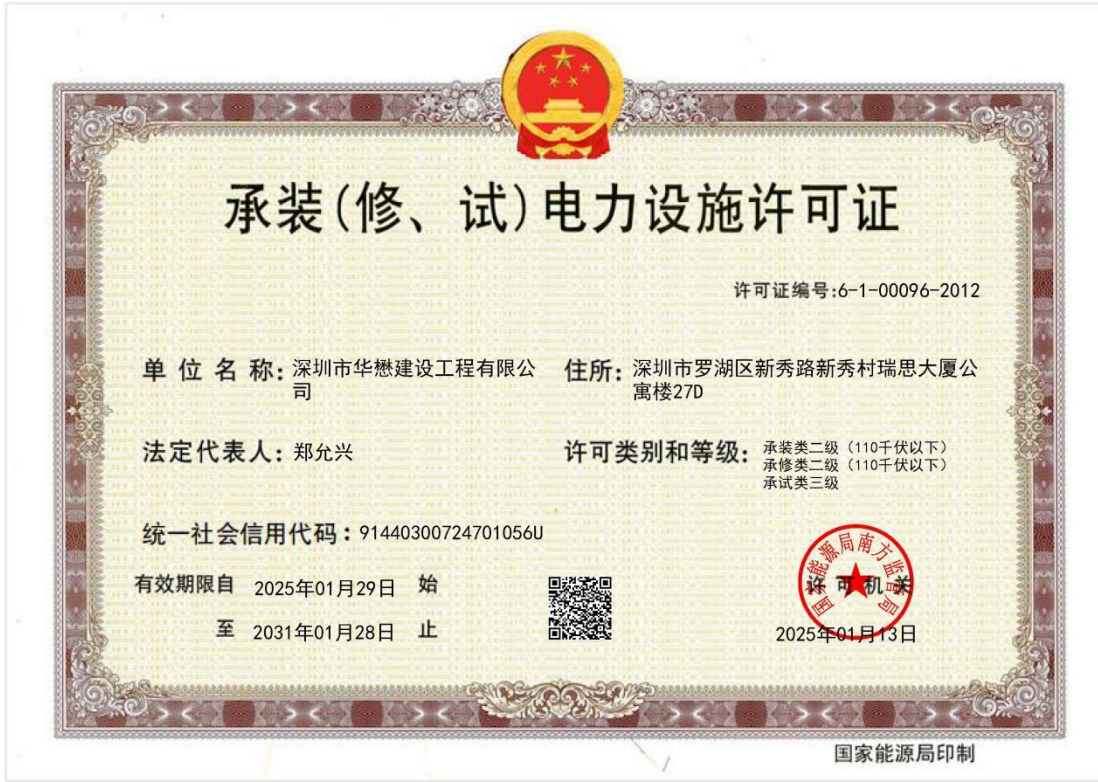 承装(修、试)电力设施许可证
许可证编号:6-1-00096-2012
单位名称:深圳市华懋建设工程有限公
司
住所:深圳市罗湖区新秀路新秀村瑞思大厦公
寓楼27D
法定代表人:郑允兴
许可类别和等级:承装类二级（110千伏以下）
承修类二级（110千伏以下）
承试类三级
统一社会信用代码:91440300724701056U
有效期限自 2025年01月29日 始
至 2031年01月28日 止
国家能源局南方监管局
许可机关
2025年01月13日
国家能源局印制